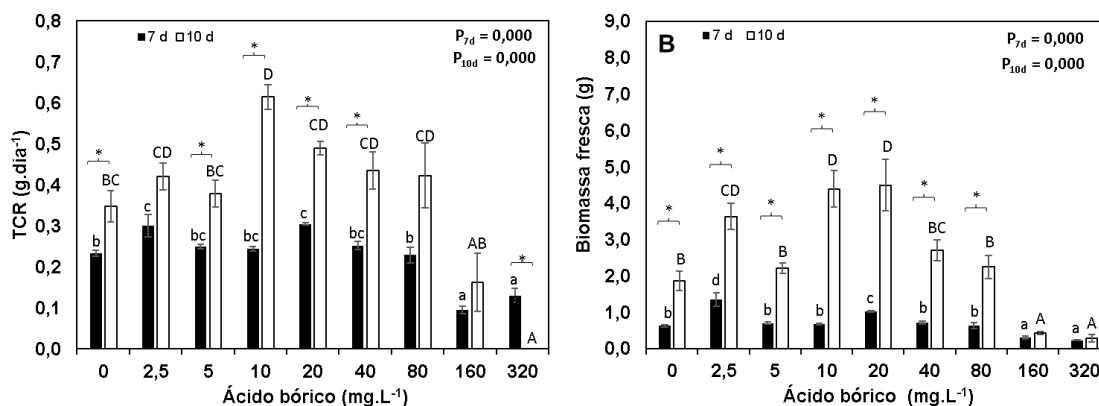 0,8
0,7
0,6
0,5
0,4
0,3
0,2
0,1
0,0
TCR (g.dia⁻¹)
7 d 10 d
P7d = 0,000
P10d = 0,000
* BC b
CD c
* BC bc
* D bc
* CD c
* CD bc
CD b
AB a
* a A
0 2,5 5 10 20 40 80 160 320
Ácido bórico (mg.L⁻¹)
B
9,0
8,0
7,0
6,0
5,0
4,0
3,0
2,0
1,0
0,0
Biomassa fresca (g)
7 d 10 d
P7d = 0,000
P10d = 0,000
* B b
* CD d
* B b
* D b
* D c
* BC b
* B b
a A
a A
0 2,5 5 10 20 40 80 160 320
Ácido bórico (mg.L⁻¹)